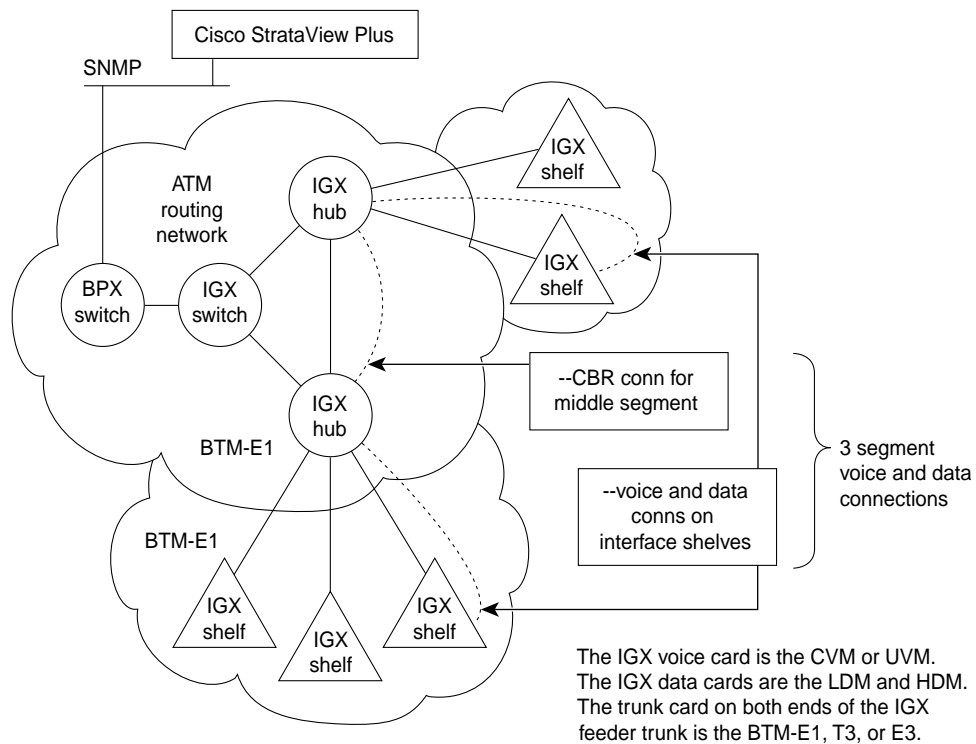 Cisco StrataView Plus
SNMP
ATM
routing
network
IGX
hub
IGX
shelf
IGX
shelf
BPX
switch
IGX
switch
--CBR conn for
middle segment
IGX
hub
BTM-E1
3 segment
voice and data
connections
--voice and data
conns on
interface shelves
BTM-E1
IGX
shelf
IGX
shelf
IGX
shelf
The IGX voice card is the CVM or UVM.
The IGX data cards are the LDM and HDM.
The trunk card on both ends of the IGX
feeder trunk is the BTM-E1, T3, or E3.